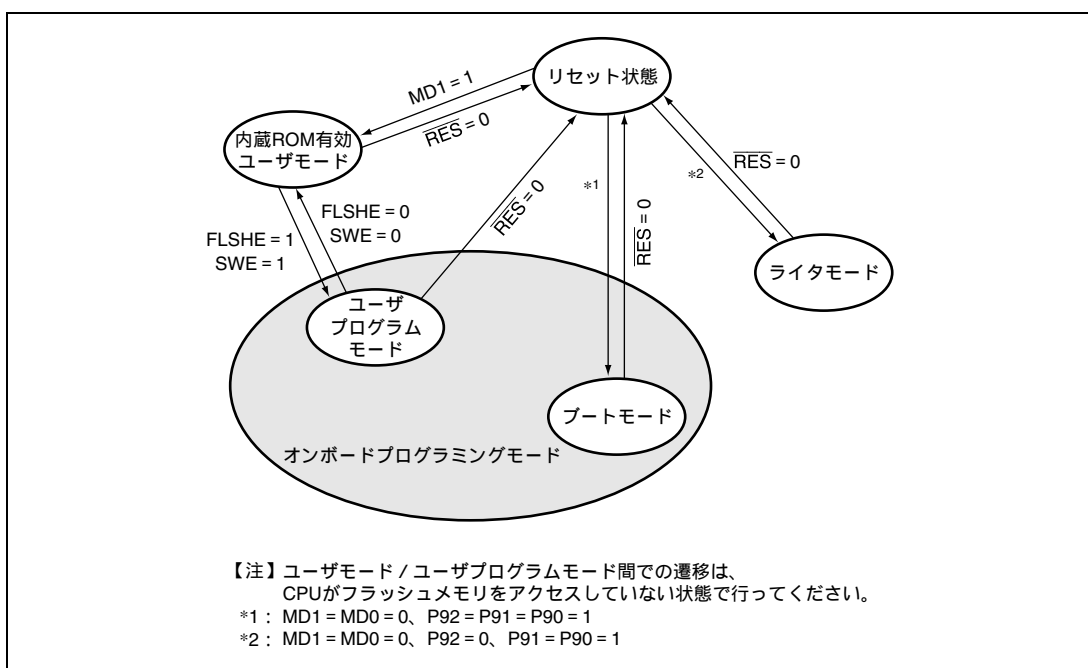 リセット状態
MD1 = 1
RES = 0
内蔵ROM有効
ユーザモード
FLSHE = 0
SWE = 0
FLSHE = 1
SWE = 1
RES = 0
*1
RES = 0
*2
RES = 0
ライタモード
ユーザ
プログラム
モード
ブートモード
オンボードプログラミングモード
【注】ユーザモード / ユーザプログラムモード間での遷移は、
CPUがフラッシュメモリをアクセスしていない状態で行ってください。
*1 : MD1 = MD0 = 0、P92 = P91 = P90 = 1
*2 : MD1 = MD0 = 0、P92 = 0、P91 = P90 = 1